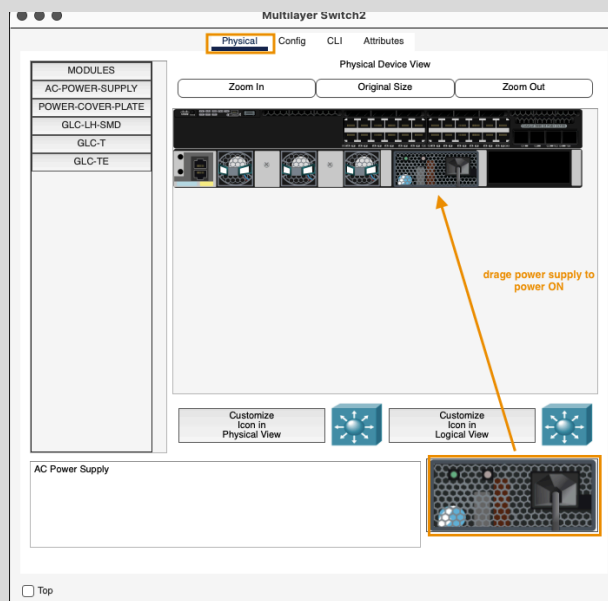 Multilayer Switch2
Physical Config CLI Attributes
MODULES
AC-POWER-SUPPLY
POWER-COVER-PLATE
GLC-LH-SMD
GLC-T
GLC-TE
Physical Device View
Zoom In Original Size Zoom Out
drage power supply to
power ON
Customize
Icon in
Physical View
Customize
Icon in
Logical View
AC Power Supply
Top